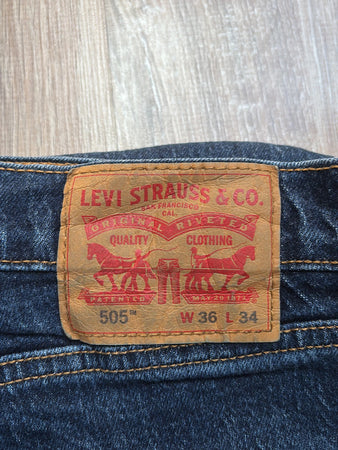 LEVI STRAUSS & CO.
SAN FRANCISCO
CAL.
ORIGINAL RIVETED
QUALITY CLOTHING
PATENTED MAY 20 1873
505™ W 36 L 34